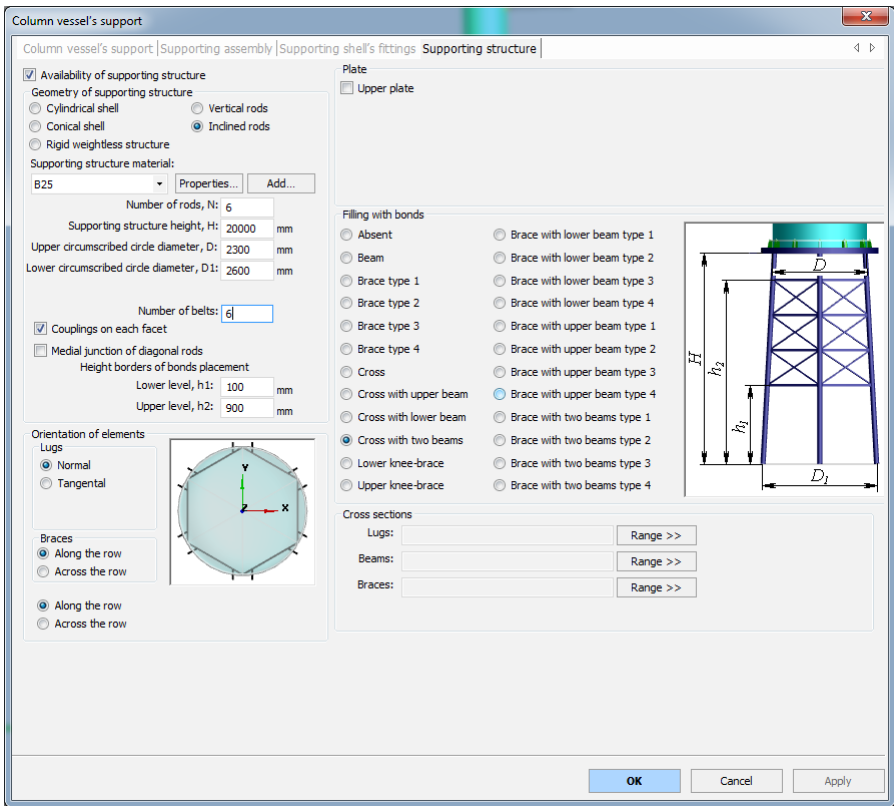 Column vessel's support
Column vessel's support Supporting assembly Supporting shell's fittings Supporting structure
Availability of supporting structure
Geometry of supporting structure
Cylindrical shell
Vertical rods
Conical shell
Inclined rods
Rigid weightless structure
Supporting structure material:
B25
Properties...
Add...
Number of rods, N: 6
Supporting structure height, H: 20000 mm
Upper circumscribed circle diameter, D: 2300 mm
Lower circumscribed circle diameter, D1: 2600 mm
Number of belts: 6
Couplings on each facet
Medial junction of diagonal rods
Height borders of bonds placement
Lower level, h1: 100 mm
Upper level, h2: 900 mm
Orientation of elements
Lugs
Normal
Tangential
Braces
Along the row
Across the row
Along the row
Across the row
Y
Z
X
Plate
Upper plate
Filling with bonds
Absent
Beam
Brace type 1
Brace type 2
Brace type 3
Brace type 4
Cross
Cross with upper beam
Cross with lower beam
Cross with two beams
Lower knee-brace
Upper knee-brace
Brace with lower beam type 1
Brace with lower beam type 2
Brace with lower beam type 3
Brace with lower beam type 4
Brace with upper beam type 1
Brace with upper beam type 2
Brace with upper beam type 3
Brace with upper beam type 4
Brace with two beams type 1
Brace with two beams type 2
Brace with two beams type 3
Brace with two beams type 4
D
H
h2
h1
D1
Cross sections
Lugs: Range >>
Beams: Range >>
Braces: Range >>
OK
Cancel
Apply